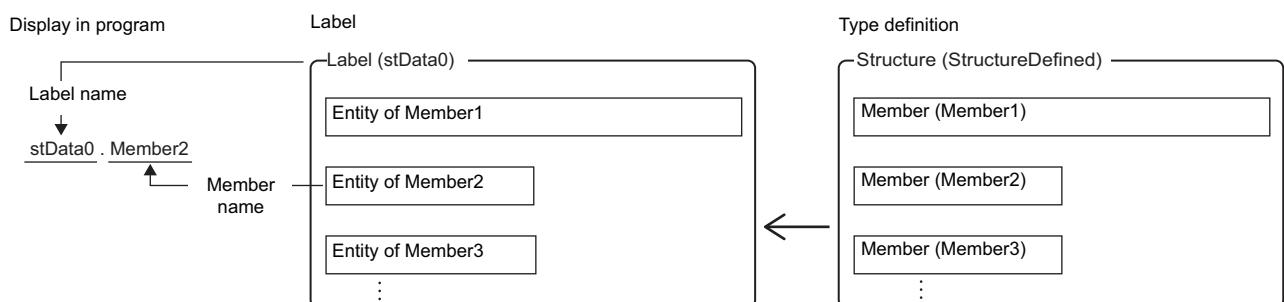 Display in program
Label
Type definition
Label (stData0)
Structure (StructureDefined)
Label name
Entity of Member1
Member (Member1)
stData0 . Member2
Member
name
Entity of Member2
Member (Member2)
Entity of Member3
Member (Member3)